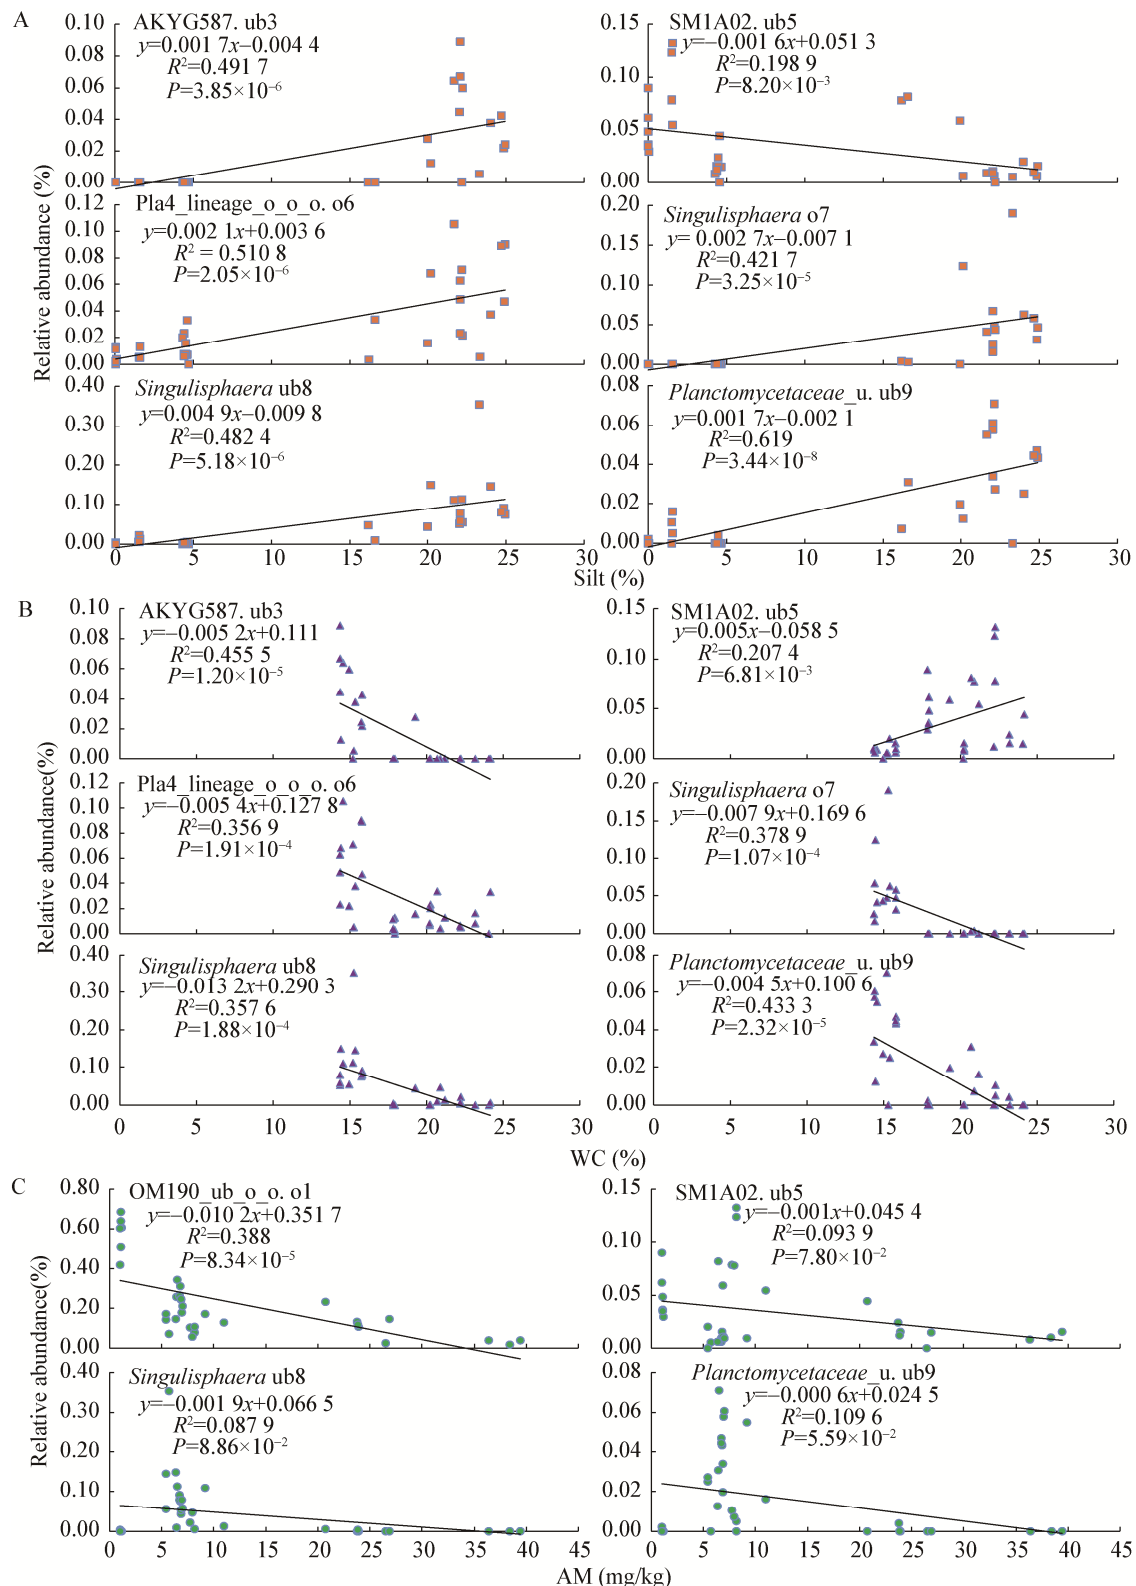 A
AKYG587. ub3
y=0.001 7x−0.004 4
R²=0.491 7
P=3.85×10⁻⁶
0.10
0.08
0.06
0.04
0.02
0.00
SM1A02. ub5
y=−0.001 6x+0.051 3
R²=0.198 9
P=8.20×10⁻³
0.15
0.10
0.05
0.00
Pla4_lineage_o_o_o. o6
y=0.002 1x+0.003 6
R² = 0.510 8
P=2.05×10⁻⁶
0.12
0.10
0.08
0.06
0.04
0.02
0.00
Singulisphaera o7
y= 0.002 7x−0.007 1
R²=0.421 7
P=3.25×10⁻⁵
0.20
0.15
0.10
0.05
0.00
Relative abundance (%)
Singulisphaera ub8
y=0.004 9x−0.009 8
R²=0.482 4
P=5.18×10⁻⁶
0.40
0.30
0.20
0.10
0.00
0 5 10 15 20 25 30
Planctomycetaceae_u. ub9
y=0.001 7x−0.002 1
R²=0.619
P=3.44×10⁻⁸
0.08
0.06
0.04
0.02
0.00
0 5 10 15 20 25 30
Silt (%)
B
AKYG587. ub3
y=−0.005 2x+0.111
R²=0.455 5
P=1.20×10⁻⁵
0.10
0.08
0.06
0.04
0.02
0.00
SM1A02. ub5
y=0.005x−0.058 5
R²=0.207 4
P=6.81×10⁻³
0.15
0.10
0.05
0.00
Pla4_lineage_o_o_o. o6
y=−0.005 4x+0.127 8
R²=0.356 9
P=1.91×10⁻⁴
0.12
0.10
0.08
0.06
0.04
0.02
0.00
Singulisphaera o7
y=−0.007 9x+0.169 6
R²=0.378 9
P=1.07×10⁻⁴
0.20
0.15
0.10
0.05
0.00
Relative abundance(%)
Singulisphaera ub8
y=−0.013 2x+0.290 3
R²=0.357 6
P=1.88×10⁻⁴
0.40
0.30
0.20
0.10
0.00
0 5 10 15 20 25 30
Planctomycetaceae_u. ub9
y=−0.004 5x+0.100 6
R²=0.433 3
P=2.32×10⁻⁵
0.08
0.06
0.04
0.02
0.00
0 5 10 15 20 25 30
WC (%)
C
OM190_ub_o_o. o1
y=−0.010 2x+0.351 7
R²=0.388
P=8.34×10⁻⁵
0.80
0.60
0.40
0.20
0.00
SM1A02. ub5
y=−0.001x+0.045 4
R²=0.093 9
P=7.80×10⁻²
0.15
0.10
0.05
0.00
Relative abundance(%)
Singulisphaera ub8
y=−0.001 9x+0.066 5
R²=0.087 9
P=8.86×10⁻²
0.40
0.30
0.20
0.10
0.00
0 5 10 15 20 25 30 35 40 45
Planctomycetaceae_u. ub9
y=−0.000 6x+0.024 5
R²=0.109 6
P=5.59×10⁻²
0.08
0.06
0.04
0.02
0.00
0 5 10 15 20 25 30 35 40 45
AM (mg/kg)